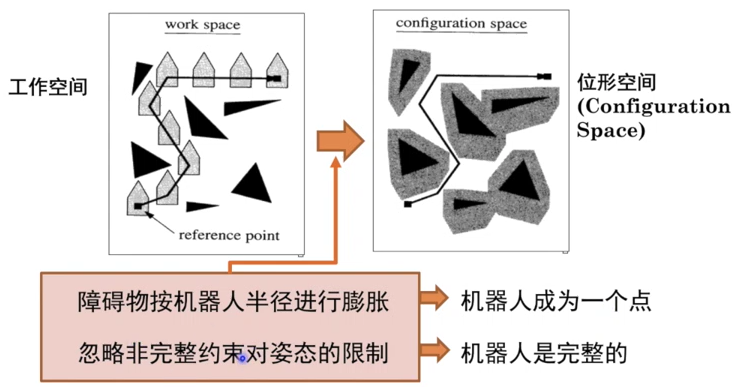 work space
configuration space
工作空间
位形空间
(Configuration
Space)
reference point
障碍物按机器人半径进行膨胀
机器人成为一个点
忽略非完整约束对姿态的限制
机器人是完整的